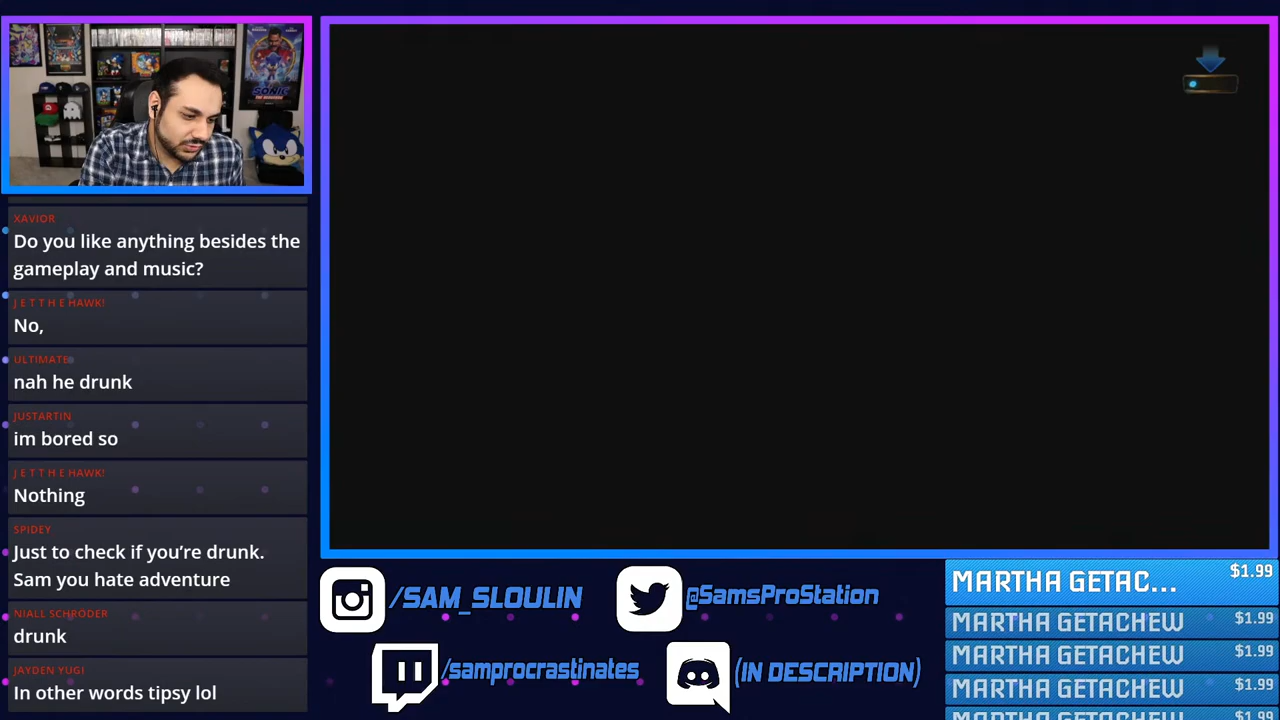 SONIC
XAVIOR
Do you like anything besides the
gameplay and music?
J E T T H E HAWK!
No,
ULTIMATE
nah he drunk
JUSTARTIN
im bored so
J E T T H E HAWK!
Nothing
SPIDEY
Just to check if you’re drunk.
Sam you hate adventure
NIALL SCHRODER
drunk
JAYDEN YUGI
In other words tipsy lol
/SAM_SLOULIN
@SamsProStation
/samprocrastinates
(IN DESCRIPTION)
MARTHA GETAC... $1.99
MARTHA GETACHEW $1.99
MARTHA GETACHEW $1.99
MARTHA GETACHEW $1.99